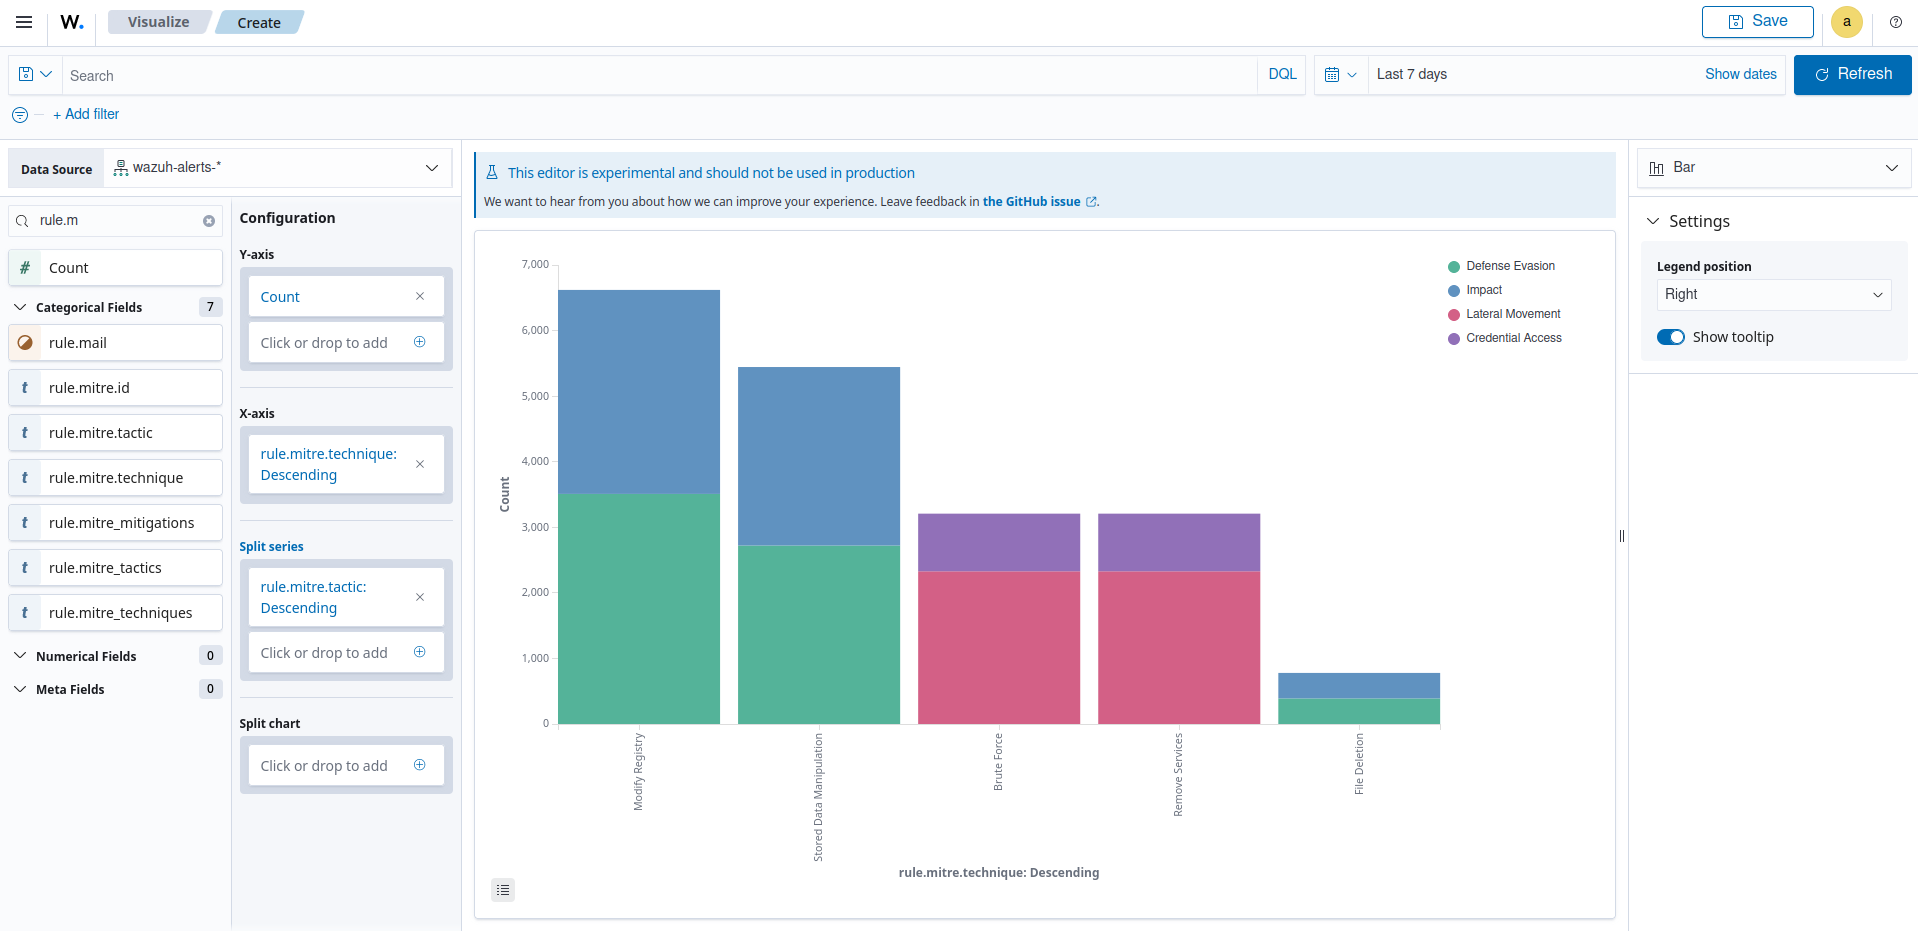 W.
Visualize
Create
Save
a
Search
DQL
Last 7 days
Show dates
Refresh
+ Add filter
Data Source
wazuh-alerts-*
rule.m
# Count
Categorical Fields
7
rule.mail
t rule.mitre.id
t rule.mitre.tactic
t rule.mitre.technique
t rule.mitre_mitigations
t rule.mitre_tactics
t rule.mitre_techniques
Numerical Fields
0
Meta Fields
0
Configuration
Y-axis
Count
Click or drop to add
X-axis
rule.mitre.technique:
Descending
Split series
rule.mitre.tactic:
Descending
Click or drop to add
Split chart
Click or drop to add
This editor is experimental and should not be used in production
We want to hear from you about how we can improve your experience. Leave feedback in the GitHub issue.
7,000
6,000
5,000
4,000
3,000
2,000
1,000
0
Count
Modify Registry
Stored Data Manipulation
Brute Force
Remove Services
File Deletion
rule.mitre.technique: Descending
Defense Evasion
Impact
Lateral Movement
Credential Access
Bar
Settings
Legend position
Right
Show tooltip